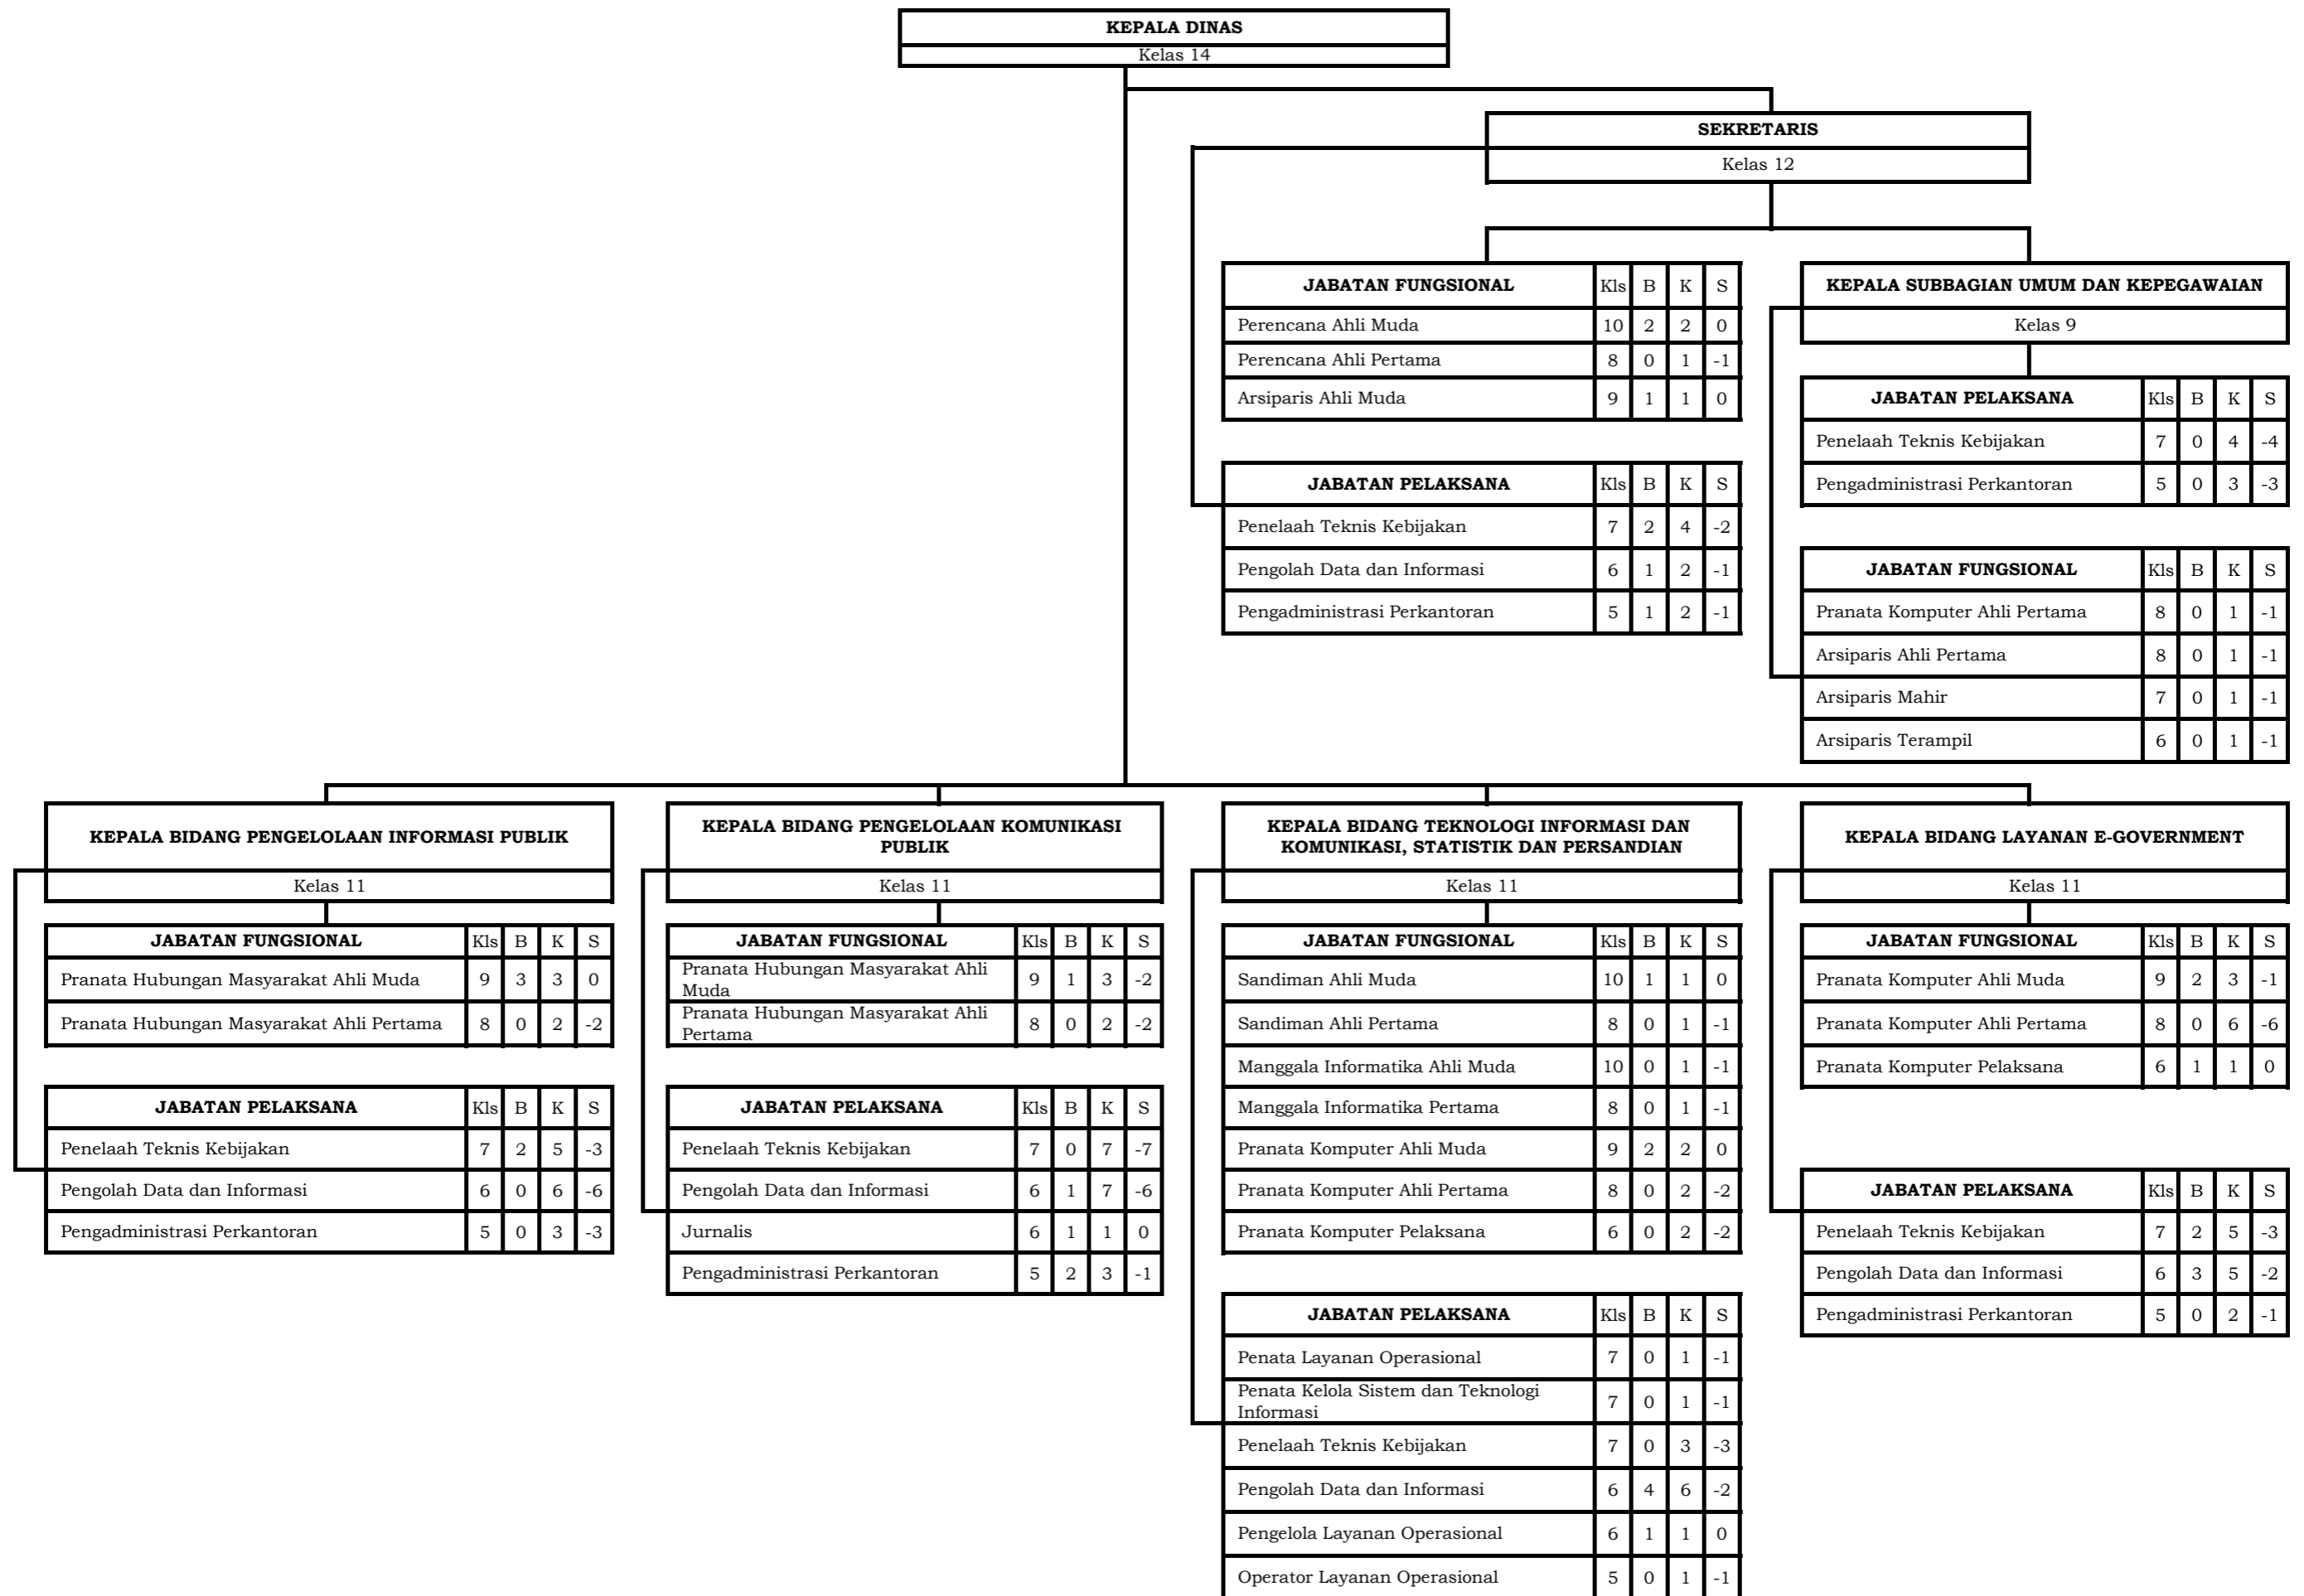 KEPALA DINAS
Kelas 14
SEKRETARIS
Kelas 12
JABATAN FUNGSIONAL Kls B K S
Perencana Ahli Muda 10 2 2 0
Perencana Ahli Pertama 8 0 1 -1
Arsiparis Ahli Muda 9 1 1 0
JABATAN PELAKSANA Kls B K S
Penelaah Teknis Kebijakan 7 2 4 -2
Pengolah Data dan Informasi 6 1 2 -1
Pengadministrasi Perkantoran 5 1 2 -1
KEPALA SUBBAGIAN UMUM DAN KEPEGAWAIAN
Kelas 9
JABATAN PELAKSANA Kls B K S
Penelaah Teknis Kebijakan 7 0 4 -4
Pengadministrasi Perkantoran 5 0 3 -3
JABATAN FUNGSIONAL Kls B K S
Pranata Komputer Ahli Pertama 8 0 1 -1
Arsiparis Ahli Pertama 8 0 1 -1
Arsiparis Mahir 7 0 1 -1
Arsiparis Terampil 6 0 1 -1
KEPALA BIDANG PENGELOLAAN INFORMASI PUBLIK
Kelas 11
JABATAN FUNGSIONAL Kls B K S
Pranata Hubungan Masyarakat Ahli Muda 9 3 3 0
Pranata Hubungan Masyarakat Ahli Pertama 8 0 2 -2
JABATAN PELAKSANA Kls B K S
Penelaah Teknis Kebijakan 7 2 5 -3
Pengolah Data dan Informasi 6 0 6 -6
Pengadministrasi Perkantoran 5 0 3 -3
KEPALA BIDANG PENGELOLAAN KOMUNIKASI
PUBLIK
Kelas 11
JABATAN FUNGSIONAL Kls B K S
Pranata Hubungan Masyarakat Ahli
Muda 9 1 3 -2
Pranata Hubungan Masyarakat Ahli
Pertama 8 0 2 -2
JABATAN PELAKSANA Kls B K S
Penelaah Teknis Kebijakan 7 0 7 -7
Pengolah Data dan Informasi 6 1 7 -6
Jurnalis 6 1 1 0
Pengadministrasi Perkantoran 5 2 3 -1
KEPALA BIDANG TEKNOLOGI INFORMASI DAN
KOMUNIKASI, STATISTIK DAN PERSANDIAN
Kelas 11
JABATAN FUNGSIONAL Kls B K S
Sandiman Ahli Muda 10 1 1 0
Sandiman Ahli Pertama 8 0 1 -1
Manggala Informatika Ahli Muda 10 0 1 -1
Manggala Informatika Pertama 8 0 1 -1
Pranata Komputer Ahli Muda 9 2 2 0
Pranata Komputer Ahli Pertama 8 0 2 -2
Pranata Komputer Pelaksana 6 0 2 -2
JABATAN PELAKSANA Kls B K S
Penata Layanan Operasional 7 0 1 -1
Penata Kelola Sistem dan Teknologi
Informasi 7 0 1 -1
Penelaah Teknis Kebijakan 7 0 3 -3
Pengolah Data dan Informasi 6 4 6 -2
Pengelola Layanan Operasional 6 1 1 0
Operator Layanan Operasional 5 0 1 -1
KEPALA BIDANG LAYANAN E-GOVERNMENT
Kelas 11
JABATAN FUNGSIONAL Kls B K S
Pranata Komputer Ahli Muda 9 2 3 -1
Pranata Komputer Ahli Pertama 8 0 6 -6
Pranata Komputer Pelaksana 6 1 1 0
JABATAN PELAKSANA Kls B K S
Penelaah Teknis Kebijakan 7 2 5 -3
Pengolah Data dan Informasi 6 3 5 -2
Pengadministrasi Perkantoran 5 0 2 -1